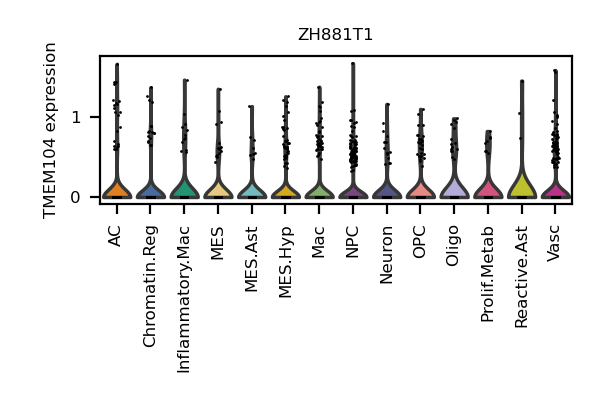 ZH881T1
TMEM104 expression
1
0
AC
Chromatin.Reg
Inflammatory.Mac
MES
MES.Ast
MES.Hyp
Mac
NPC
Neuron
OPC
Oligo
Prolif.Metab
Reactive.Ast
Vasc